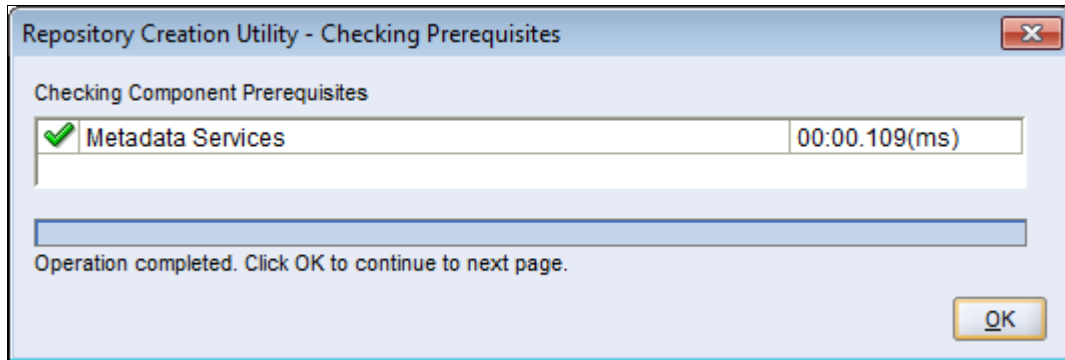 Repository Creation Utility - Checking Prerequisites
Checking Component Prerequisites
Metadata Services 00:00.109(ms)
Operation completed. Click OK to continue to next page.
OK